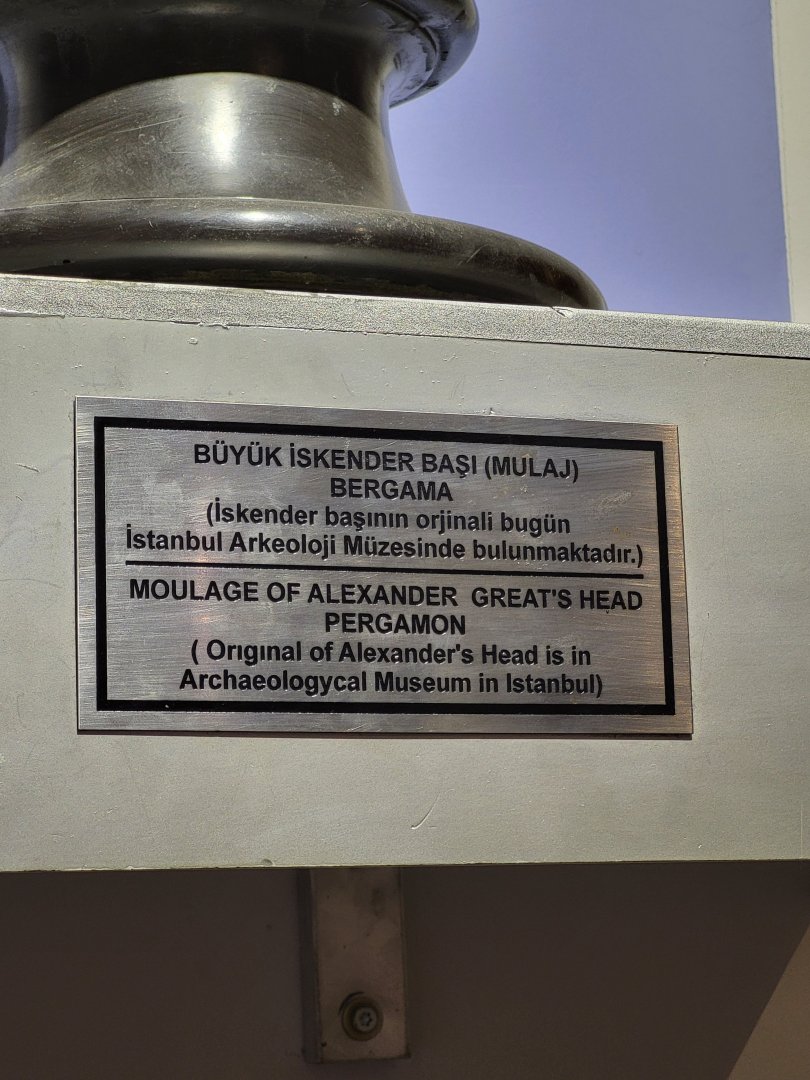 BÜYÜK İSKENDER BAŞI (MULAJ)
BERGAMA
(İskender başının orjinali bugün
İstanbul Arkeoloji Müzesinde bulunmaktadır.)
MOULAGE OF ALEXANDER GREAT'S HEAD
PERGAMON
( Orıgınal of Alexander's Head is in
Archaeologycal Museum in Istanbul)